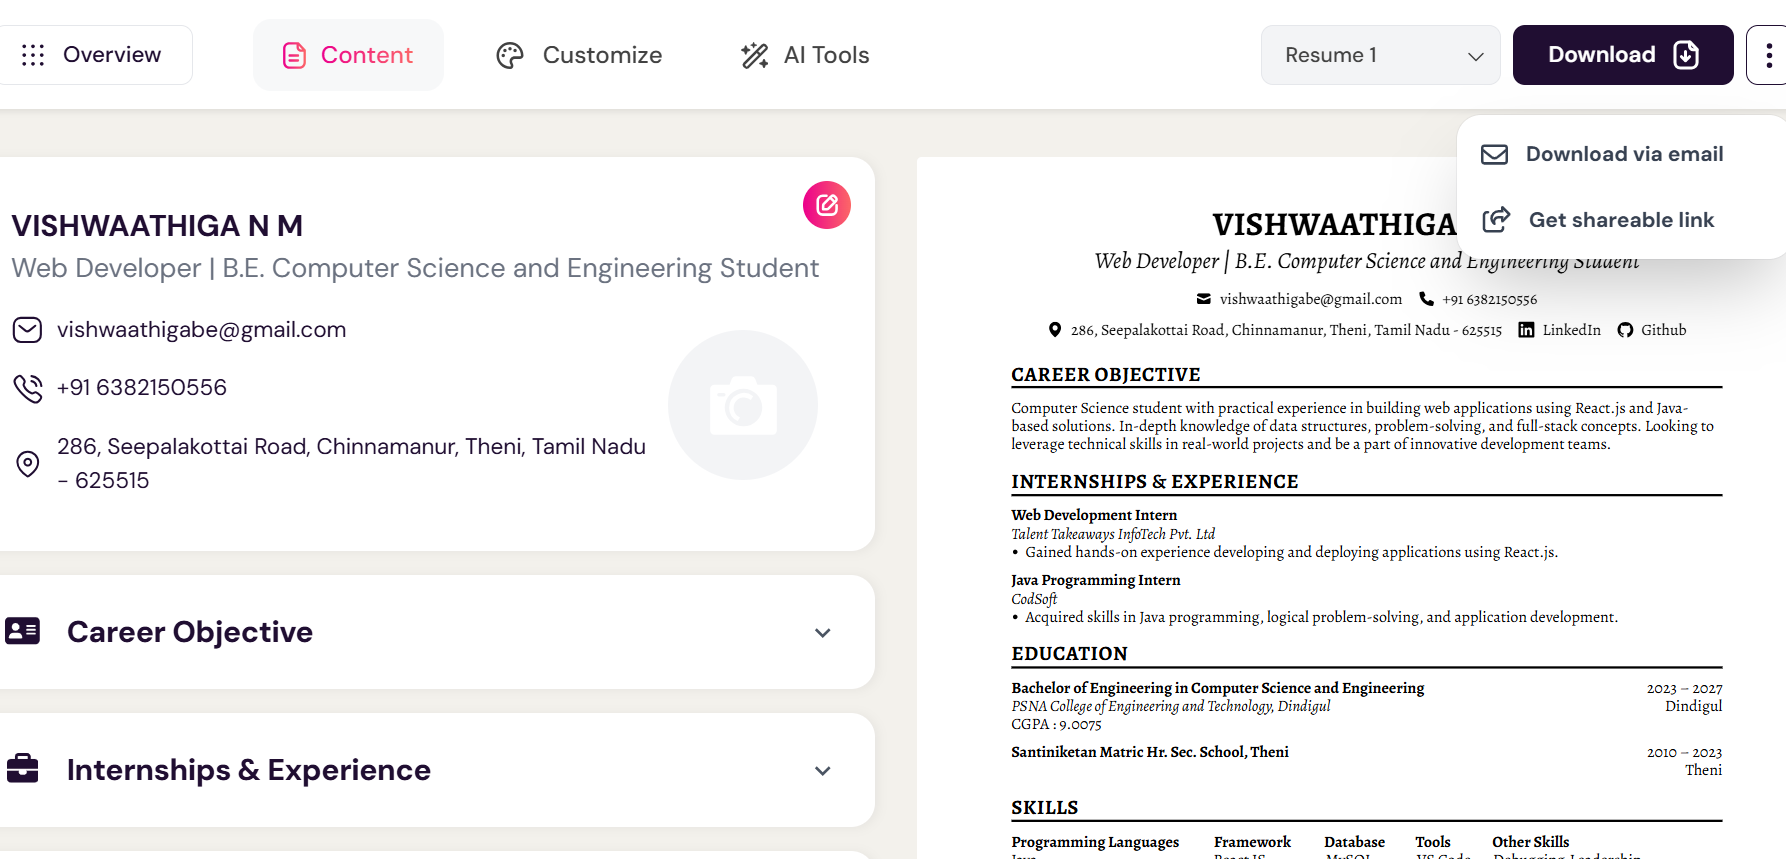 Overview
Content
Customize
AI Tools
Resume 1
Download
Download via email
Get shareable link
VISHWAATHIGA N M
Web Developer | B.E. Computer Science and Engineering Student
vishwaathigabe@gmail.com
+91 6382150556
286, Seepalakottai Road, Chinnamanur, Theni, Tamil Nadu
- 625515
Career Objective
Internships & Experience
VISHWAATHIGA
Web Developer | B.E. Computer Science and Engineering Student
vishwaathigabe@gmail.com +91 6382150556
286, Seepalakottai Road, Chinnamanur, Theni, Tamil Nadu - 625515 LinkedIn Github
CAREER OBJECTIVE
Computer Science student with practical experience in building web applications using React.js and Java-
based solutions. In-depth knowledge of data structures, problem-solving, and full-stack concepts. Looking to
leverage technical skills in real-world projects and be a part of innovative development teams.
INTERNSHIPS & EXPERIENCE
Web Development Intern
Talent Takeaways InfoTech Pvt. Ltd
• Gained hands-on experience developing and deploying applications using React.js.
Java Programming Intern
CodSoft
• Acquired skills in Java programming, logical problem-solving, and application development.
EDUCATION
Bachelor of Engineering in Computer Science and Engineering 2023 – 2027
PSNA College of Engineering and Technology, Dindigul Dindigul
CGPA : 9.0075
Santiniketan Matric Hr. Sec. School, Theni 2010 – 2023
Theni
SKILLS
Programming Languages Framework Database Tools Other Skills